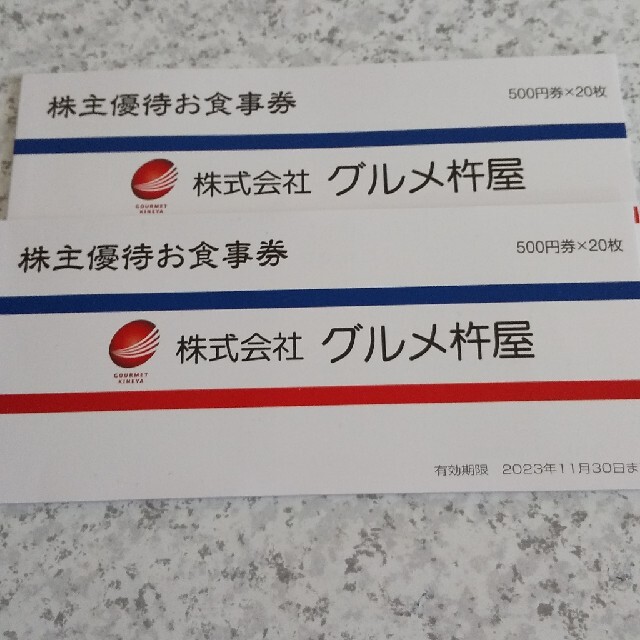 株主優待お食事券
500円券×20枚
GOURMET
KINEYA
株式会社 グルメ杵屋
株主優待お食事券
500円券×20枚
GOURMET
KINEYA
株式会社 グルメ杵屋
有効期限 2023年11月30日ま